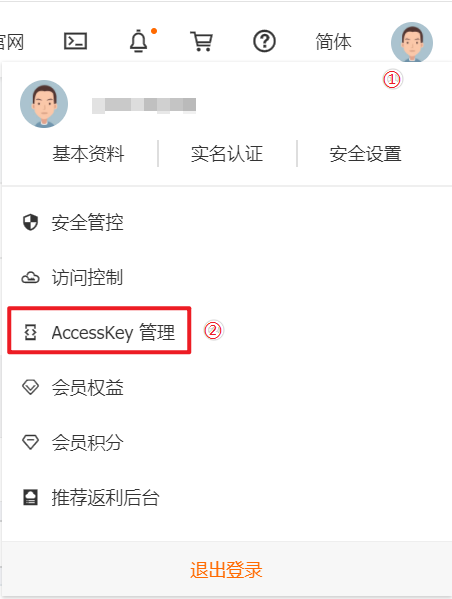 官网 简体
①
基本资料 实名认证 安全设置
安全管控
访问控制
AccessKey 管理 ②
会员权益
会员积分
推荐返利后台
退出登录